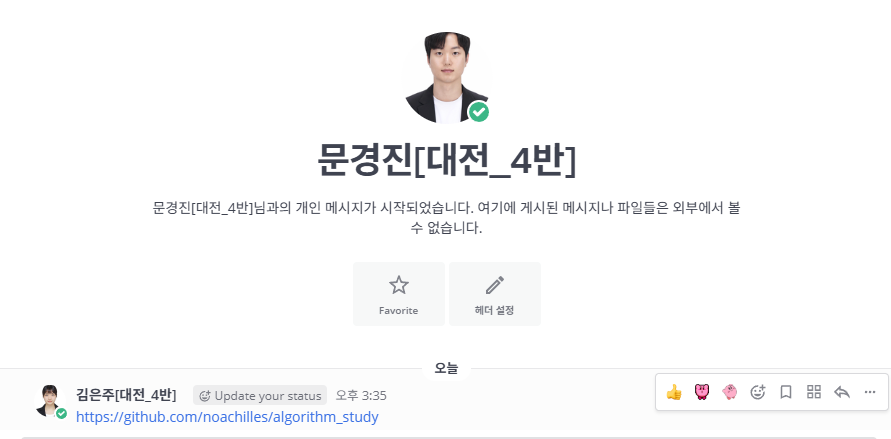 문경진[대전_4반]
문경진[대전_4반]님과의 개인 메시지가 시작되었습니다. 여기에 게시된 메시지나 파일들은 외부에서 볼
수 없습니다.
Favorite
헤더 설정
오늘
김은주[대전_4반] Update your status 오후 3:35
https://github.com/noachilles/algorithm_study